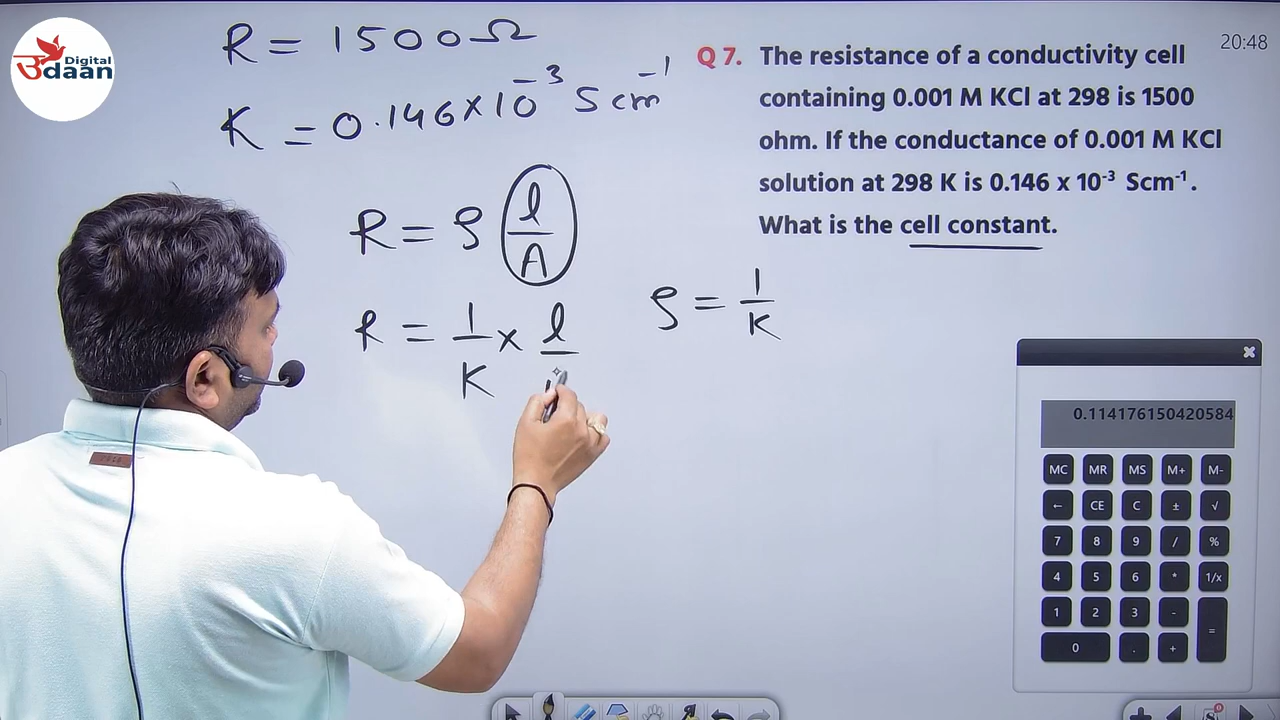 Digital
उdaan
R = 1500Ω
K = 0.146×10⁻³ S cm⁻¹
R = ρ (l/A)
R = 1/K × l/
ρ = 1/K
Q 7. The resistance of a conductivity cell
containing 0.001 M KCl at 298 is 1500
ohm. If the conductance of 0.001 M KCl
solution at 298 K is 0.146 x 10⁻³ Scm⁻¹.
What is the cell constant.
20:48
0.114176150420584
MC MR MS M+ M-
← CE C ± √
7 8 9 / %
4 5 6 * 1/x
1 2 3 - =
0 . +